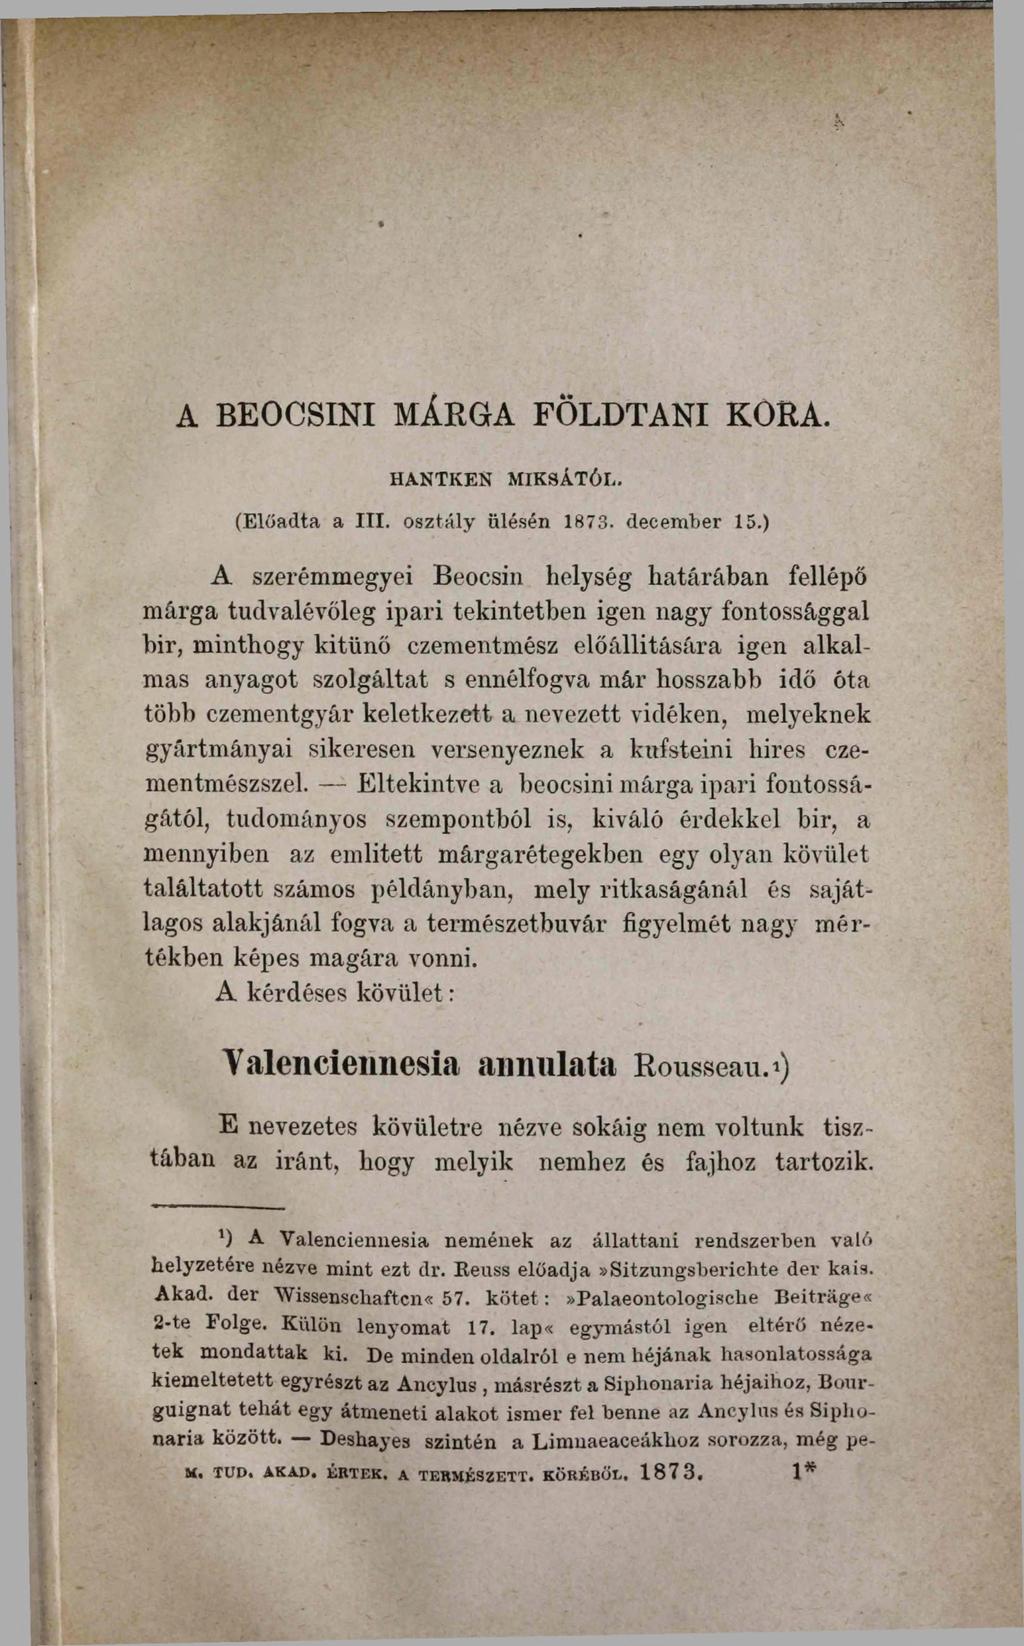 A BEOCSINI MÁRGA FÖLDTANI KORA.
HANTKEN MIKSÁTÓL.
(Előadta a III. osztály ülésén 1873. december 15.)
A szerémmegyei Beocsin helység határában fellépő
márga tudvalévőleg ipari tekintetben igen nagy fontossággal
bir, minthogy kitünő czementmész előállitására igen alkal-
mas anyagot szolgáltat s ennélfogva már hosszabb idő óta
több czementgyár keletkezett a nevezett vidéken, melyeknek
gyártmányai sikeresen versenyeznek a kufsteini hires cze-
mentmészszel. — Eltekintve a beocsini márga ipari fontossá-
gától, tudományos szempontból is, kiváló érdekkel bir, a
mennyiben az emlitett márgarétegekben egy olyan kövület
találtatott számos példányban, mely ritkaságánál és saját-
lagos alakjánál fogva a természetbuvár figyelmét nagy mér-
tékben képes magára vonni.
A kérdéses kövület:
Valenciennesia annulata Rousseau.¹)
E nevezetes kövületre nézve sokáig nem voltunk tisz-
tában az iránt, hogy melyik nemhez és fajhoz tartozik.
¹) A Valenciennesia nemének az állattani rendszerben való
helyzetére nézve mint ezt dr. Reuss előadja »Sitzungsberichte der kais.
Akad. der Wissenschaften« 57. kötet: »Palaeontologische Beiträge«
2-te Folge. Külön lenyomat 17. lap« egymástól igen eltérő néze-
tek mondattak ki. De minden oldalról e nem héjának hasonlatossága
kiemeltetett egyrészt az Ancylus, másrészt a Siphonaria héjaihoz, Bour-
guignat tehát egy átmeneti alakot ismer fel benne az Ancylus és Sipho-
naria között. — Deshayes szintén a Limnaeaceákhoz sorozza, még pe-
M. TUD. AKAD. ÉRTEK. A TERMÉSZETT. KÖRÉBŐL. 1873. 1*